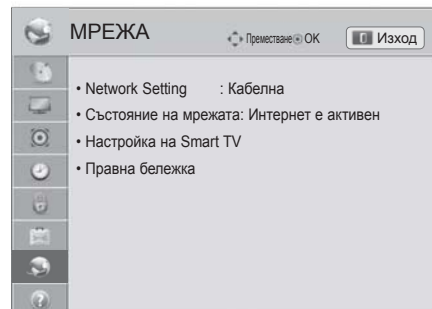 МРЕЖА
Преместване OK
Изход
• Network Setting : Кабелна
• Състояние на мрежата: Интернет е активен
• Настройка на Smart TV
• Правна бележка